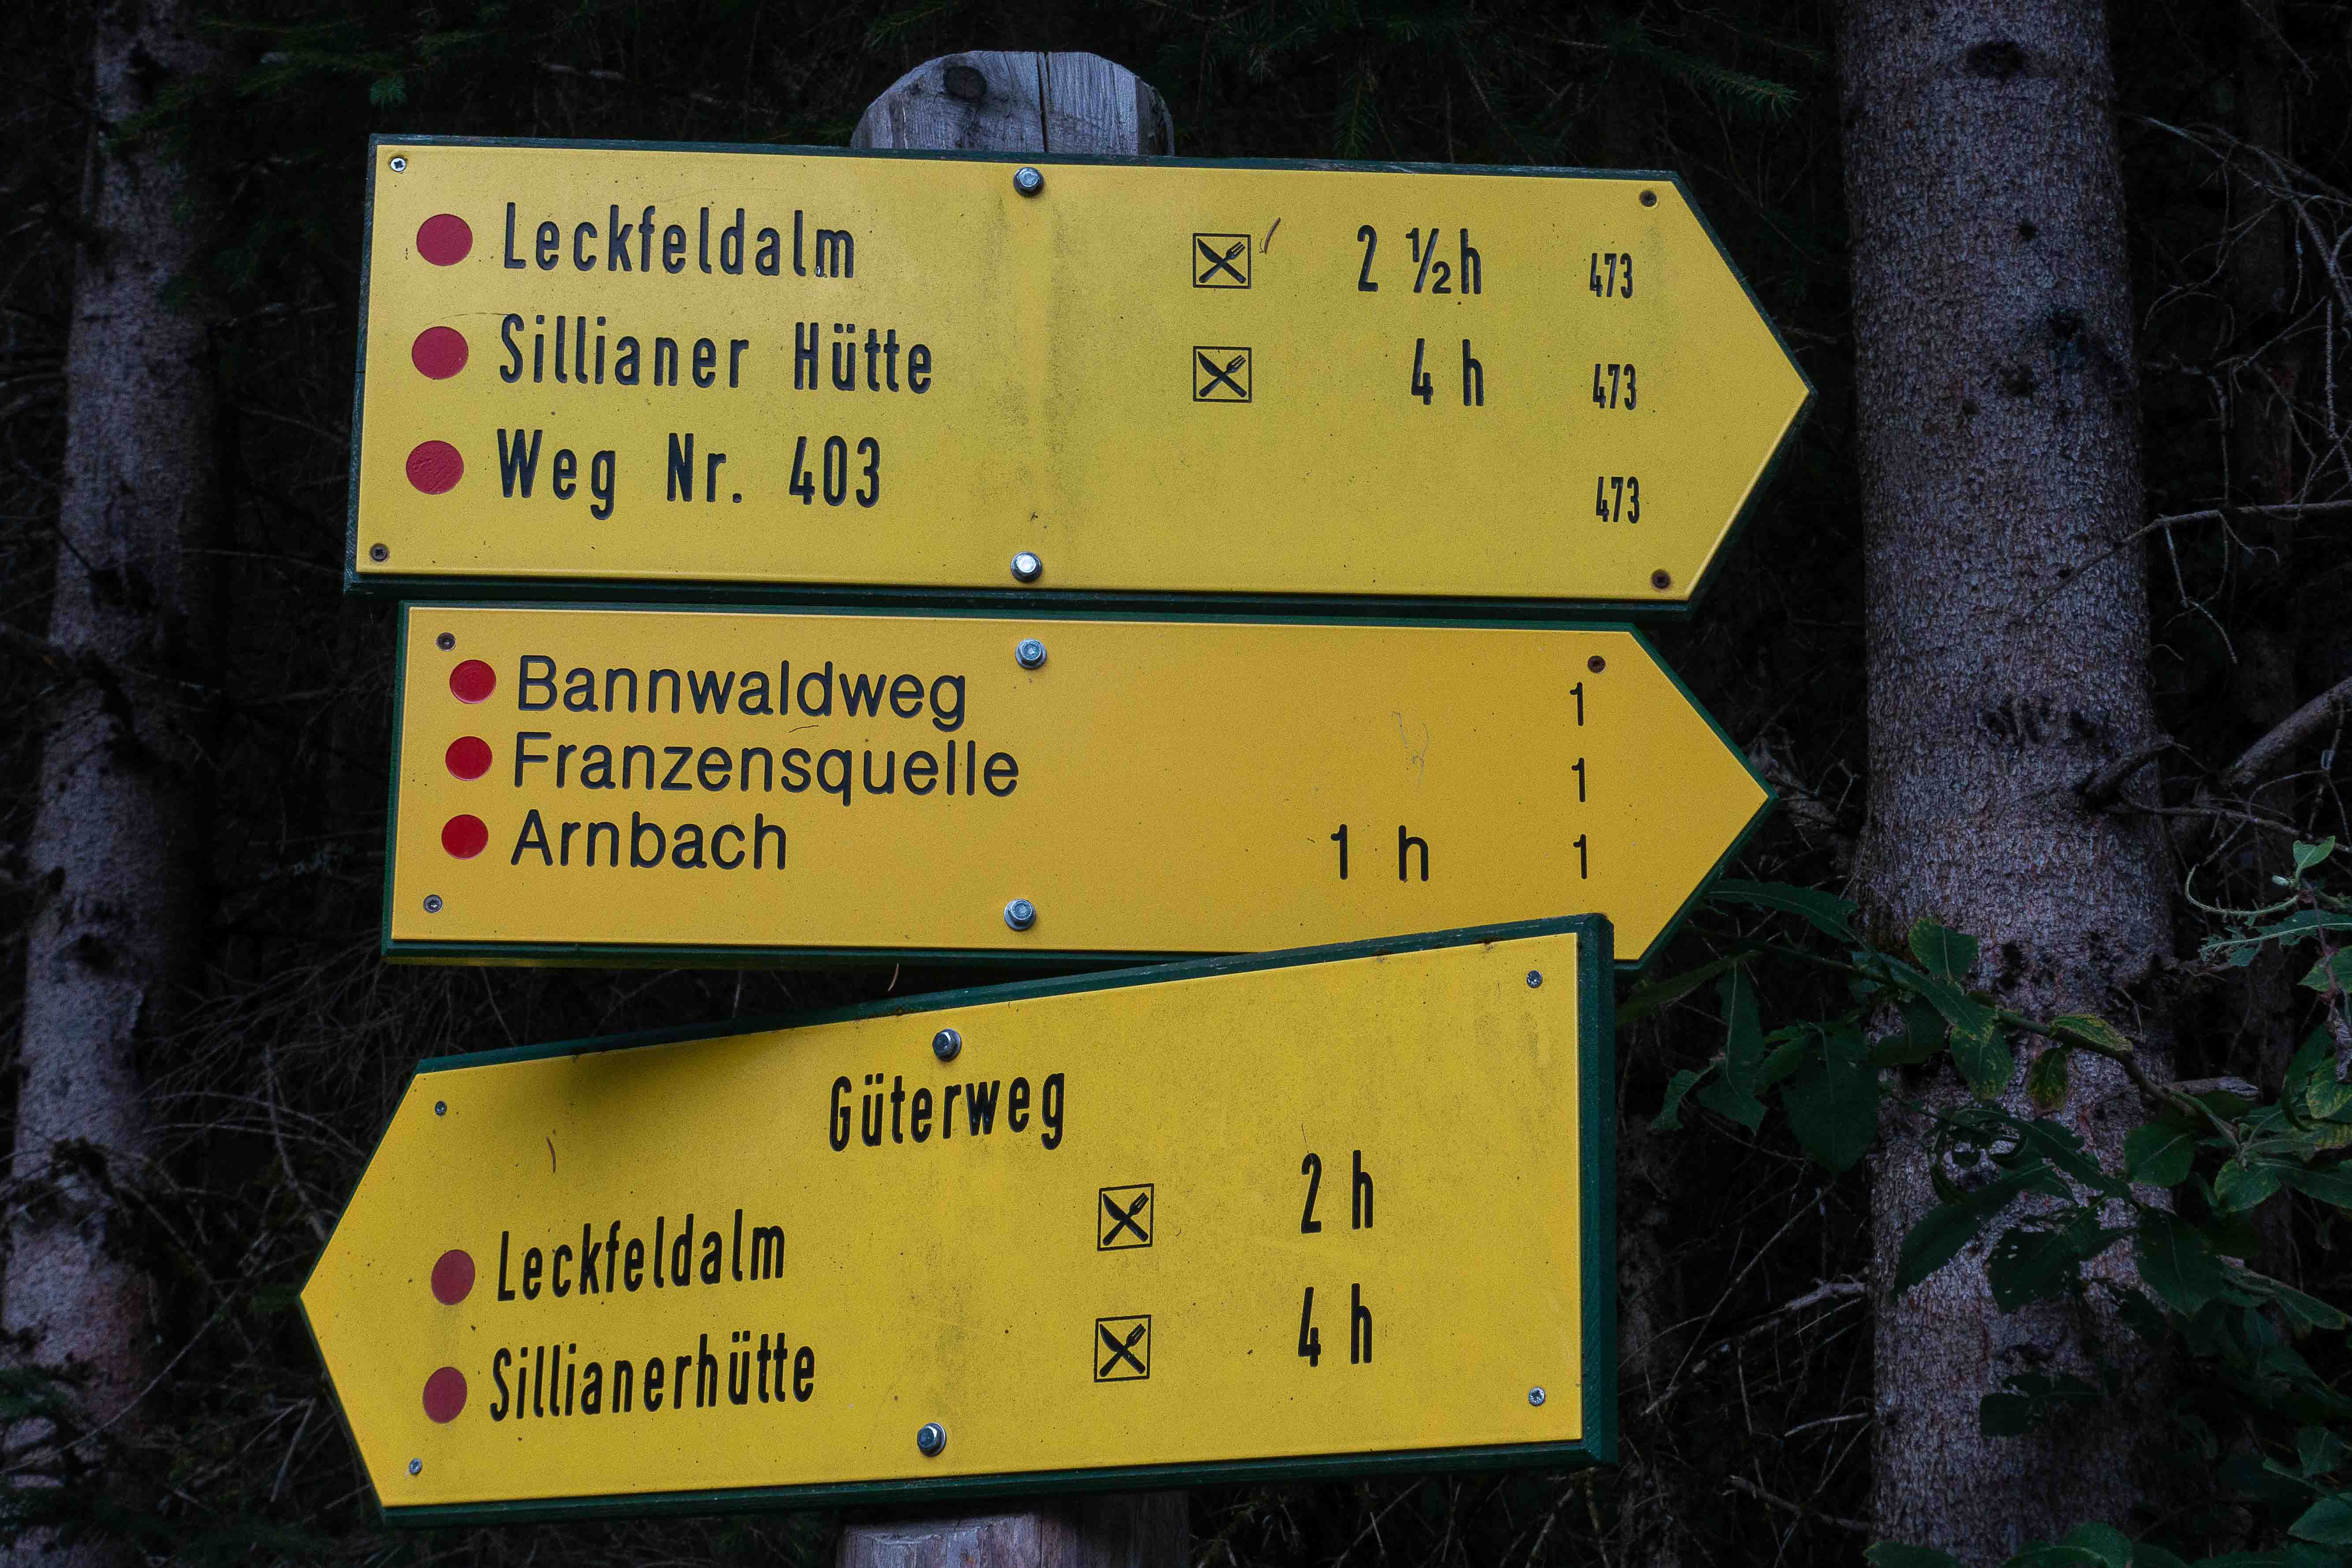 Leckfeldalm 2 ½ h 473
Sillianer Hütte 4 h 473
Weg Nr. 403 473
Bannwaldweg 1
Franzensquelle 1
Arnbach 1 h 1
Güterweg
Leckfeldalm 2 h
Sillianerhütte 4 h